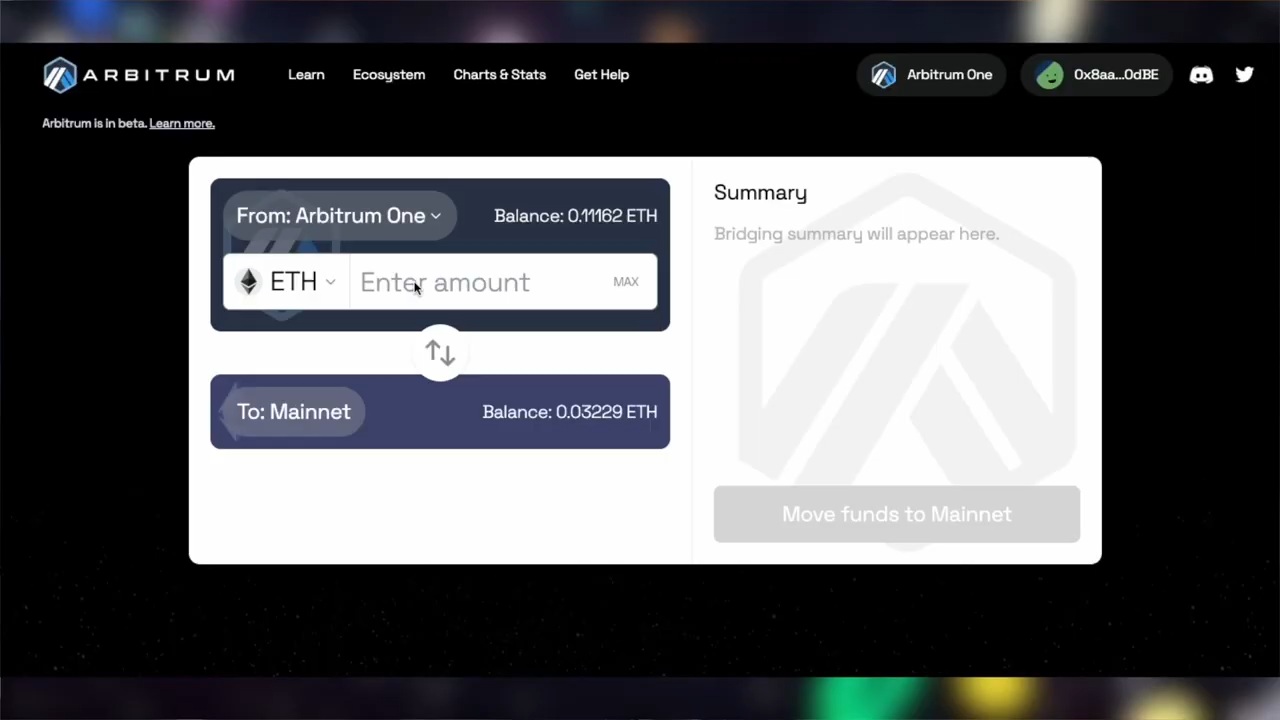 ARBITRUM
Learn
Ecosystem
Charts & Stats
Get Help
Arbitrum One
0x8aa...0dBE
Arbitrum is in beta. Learn more.
From: Arbitrum One
Balance: 0.11162 ETH
ETH
Enter amount
MAX
To: Mainnet
Balance: 0.03229 ETH
Summary
Bridging summary will appear here.
Move funds to Mainnet